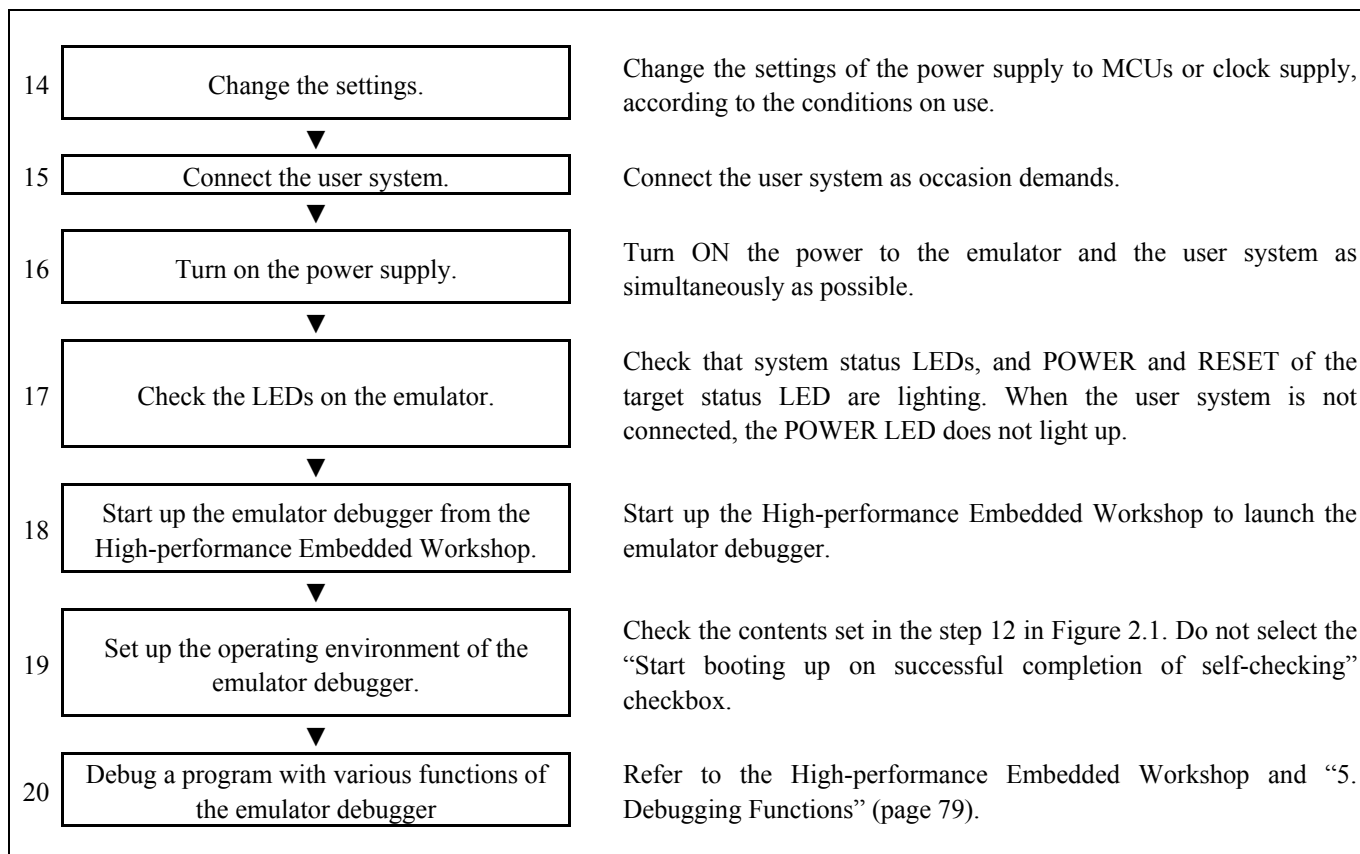 14
Change the settings.
Change the settings of the power supply to MCUs or clock supply,
according to the conditions on use.
▼
15
Connect the user system.
Connect the user system as occasion demands.
▼
16
Turn on the power supply.
Turn ON the power to the emulator and the user system as
simultaneously as possible.
▼
17
Check the LEDs on the emulator.
Check that system status LEDs, and POWER and RESET of the
target status LED are lighting. When the user system is not
connected, the POWER LED does not light up.
▼
18
Start up the emulator debugger from the
High-performance Embedded Workshop.
Start up the High-performance Embedded Workshop to launch the
emulator debugger.
▼
19
Set up the operating environment of the
emulator debugger.
Check the contents set in the step 12 in Figure 2.1. Do not select the
“Start booting up on successful completion of self-checking”
checkbox.
▼
20
Debug a program with various functions of
the emulator debugger
Refer to the High-performance Embedded Workshop and “5.
Debugging Functions” (page 79).